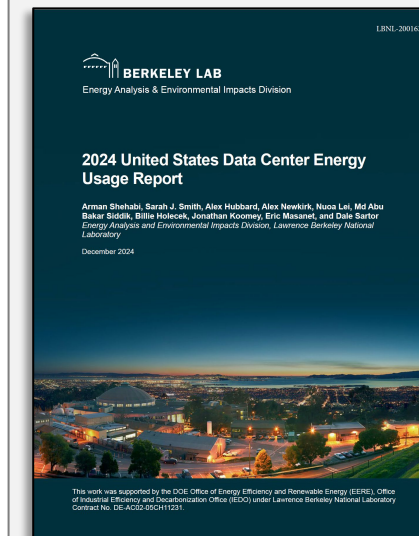 LBNL-200163
BERKELEY LAB
Energy Analysis & Environmental Impacts Division
2024 United States Data Center Energy
Usage Report
Arman Shehabi, Sarah J. Smith, Alex Hubbard, Alex Newkirk, Nuoa Lei, Md Abu
Bakar Siddik, Billie Holecek, Jonathan Koomey, Eric Masanet, and Dale Sartor
Energy Analysis and Environmental Impacts Division, Lawrence Berkeley National
Laboratory
December 2024
This work was supported by the DOE Office of Energy Efficiency and Renewable Energy (EERE), Office
of Industrial Efficiency and Decarbonization Office (IEDO) under Lawrence Berkeley National Laboratory
Contract No. DE-AC02-05CH11231.